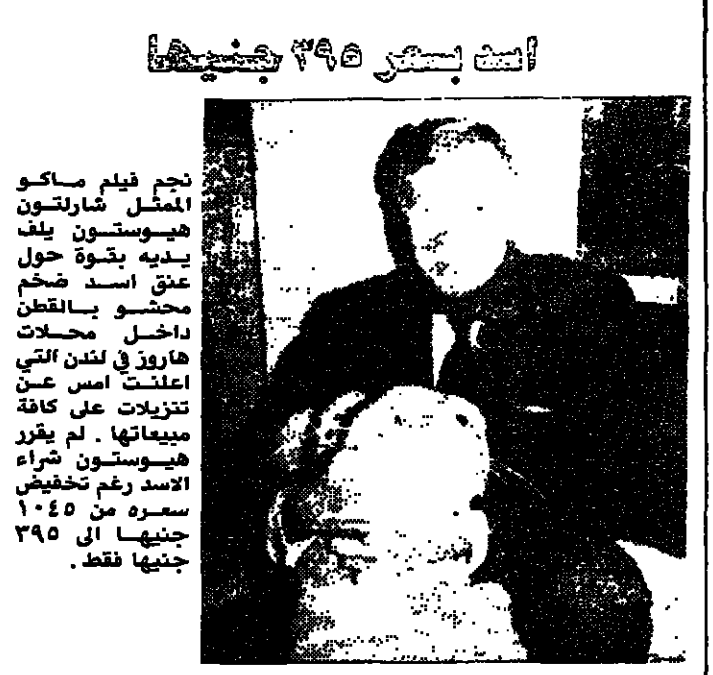 اسد بسعر ٣٩٥ جنيها
نجم فيلم ماكو
الممثل شارلتون
هيوستون يلف
يديه بقوة حول
عنق اسد ضخم
محشو بالقطن
داخل محلات
هاروز في لندن التي
اعلنت امس عن
تنزيلات على كافة
مبيعاتها . لم يقرر
هيوستون شراء
الاسد رغم تخفيض
سعره من ١٠٤٥
جنيها الى ٣٩٥
جنيها فقط .